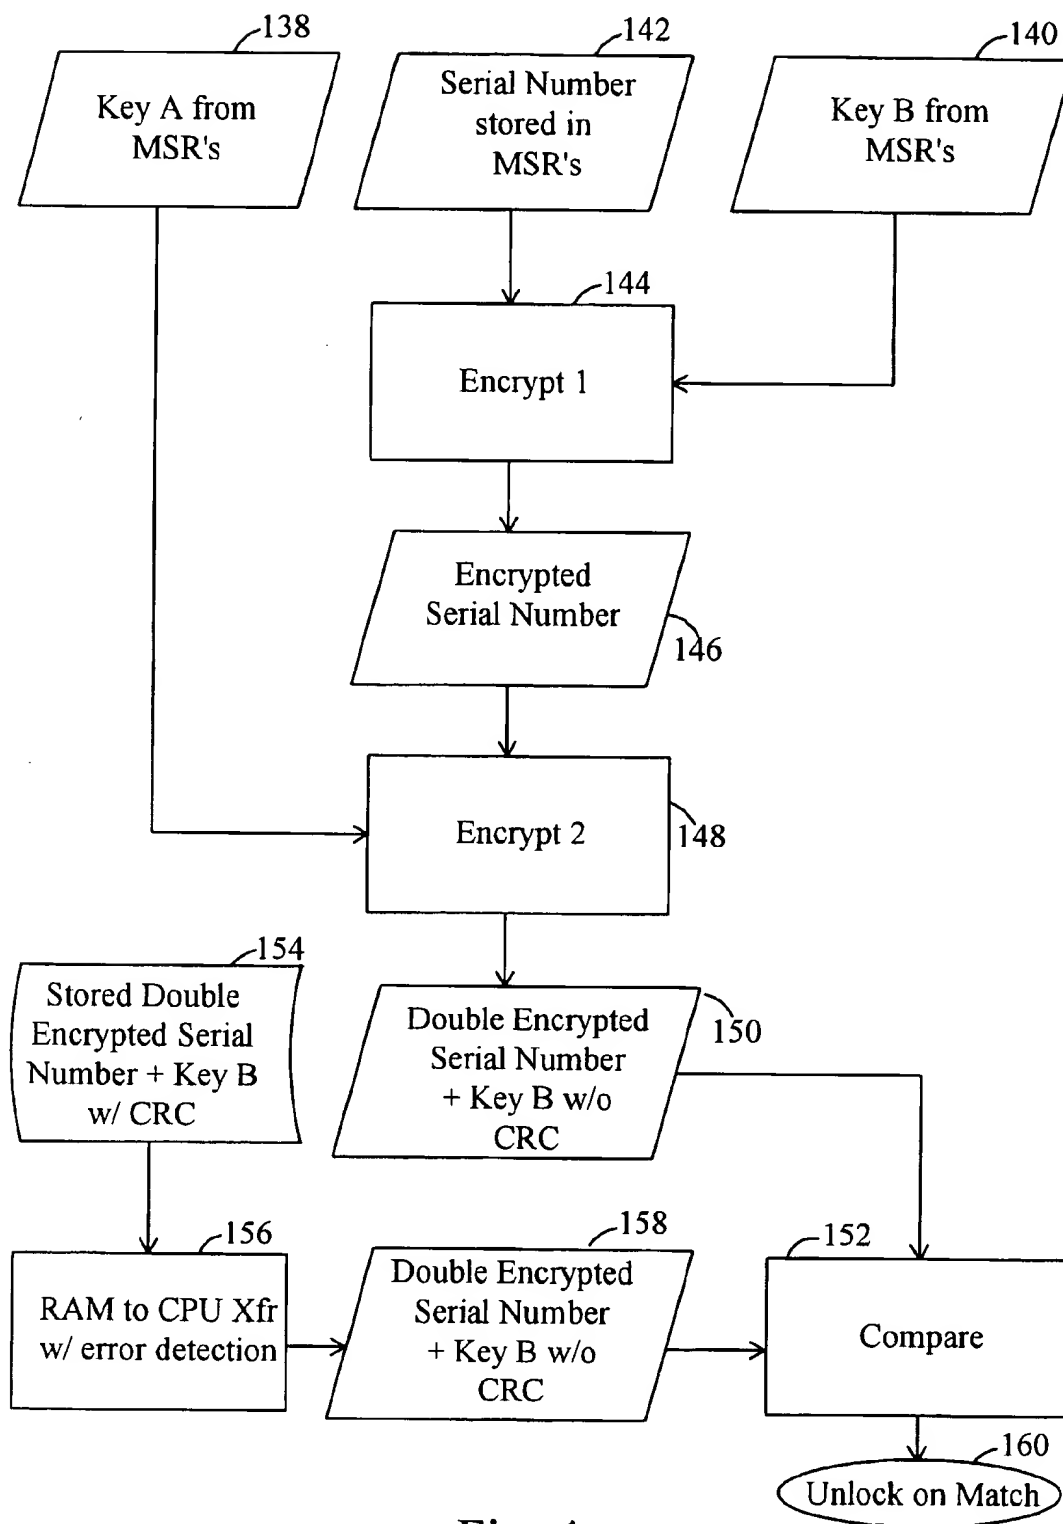 138
142
140
Key A from
MSR's
Serial Number
stored in
MSR's
Key B from
MSR's
144
Encrypt 1
Encrypted
Serial Number
146
Encrypt 2
148
154
Stored Double
Encrypted Serial
Number + Key B
w/ CRC
Double Encrypted
Serial Number
+ Key B w/o
CRC
150
156
RAM to CPU Xfr
w/ error detection
158
Double Encrypted
Serial Number
+ Key B w/o
CRC
152
Compare
160
Unlock on Match